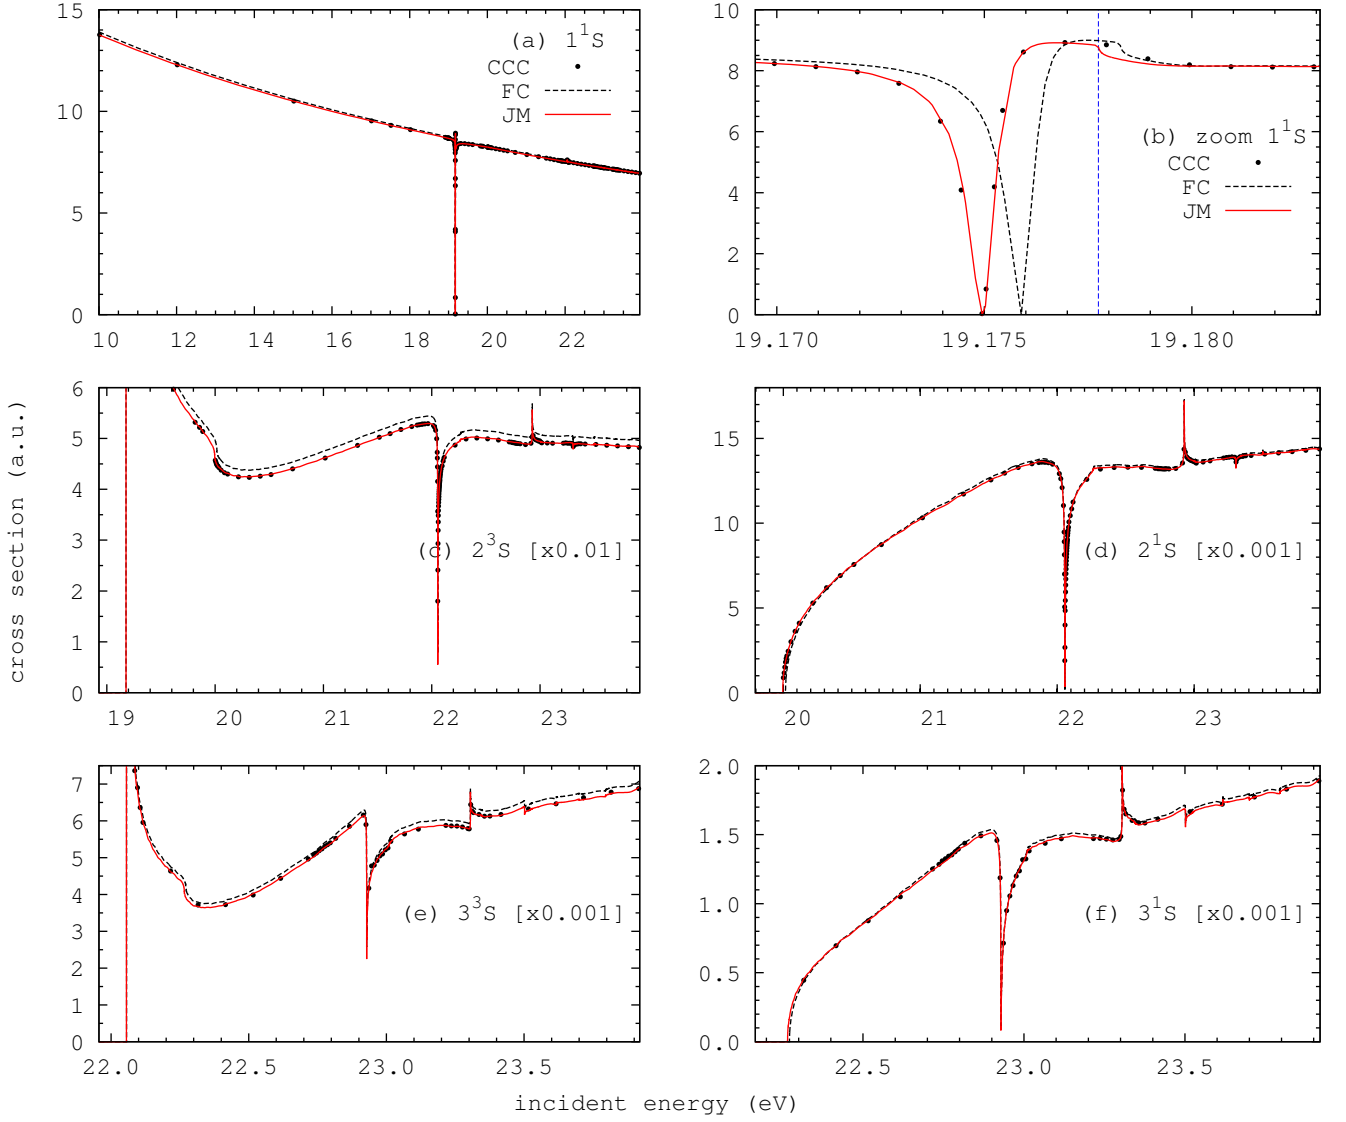 15
10
5
0
(a) 1¹S
CCC
FC
JM
10 12 14 16 18 20 22
10
8
6
4
2
0
(b) zoom 1¹S
CCC
FC
JM
19.170 19.175 19.180
cross section (a.u.)
6
5
4
3
2
1
0
(c) 2³S [x0.01]
19 20 21 22 23
15
10
5
0
(d) 2¹S [x0.001]
20 21 22 23
7
6
5
4
3
2
1
0
(e) 3³S [x0.001]
22.0 22.5 23.0 23.5
2.0
1.5
1.0
0.5
0.0
(f) 3¹S [x0.001]
22.5 23.0 23.5
incident energy (eV)